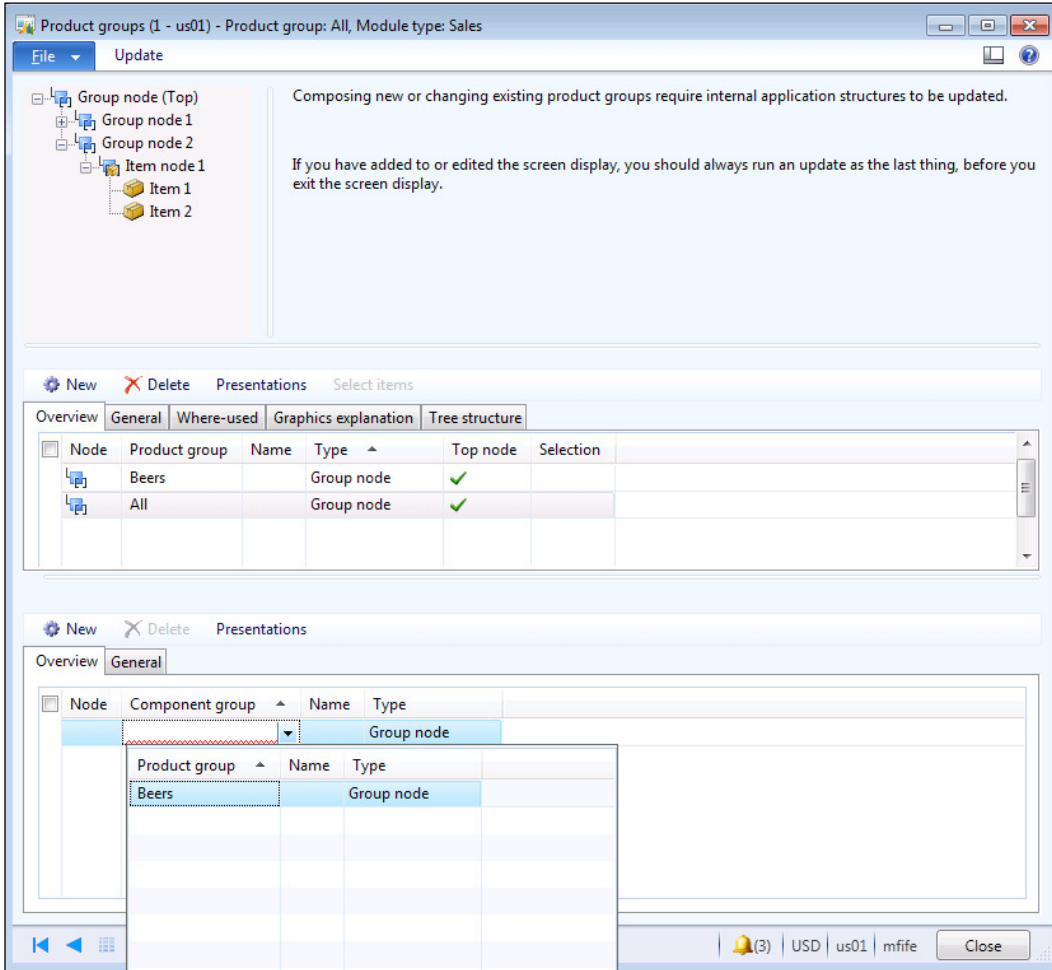 Product groups (1 - us01) - Product group: All, Module type: Sales
File Update
Group node (Top)
Group node 1
Group node 2
Item node 1
Item 1
Item 2
Composing new or changing existing product groups require internal application structures to be updated.
If you have added to or edited the screen display, you should always run an update as the last thing, before you
exit the screen display.
New Delete Presentations Select items
Overview General Where-used Graphics explanation Tree structure
Node Product group Name Type Top node Selection
Beers Group node
All Group node
New Delete Presentations
Overview General
Node Component group Name Type
Group node
Product group Name Type
Beers Group node
(3) USD us01 mfife Close